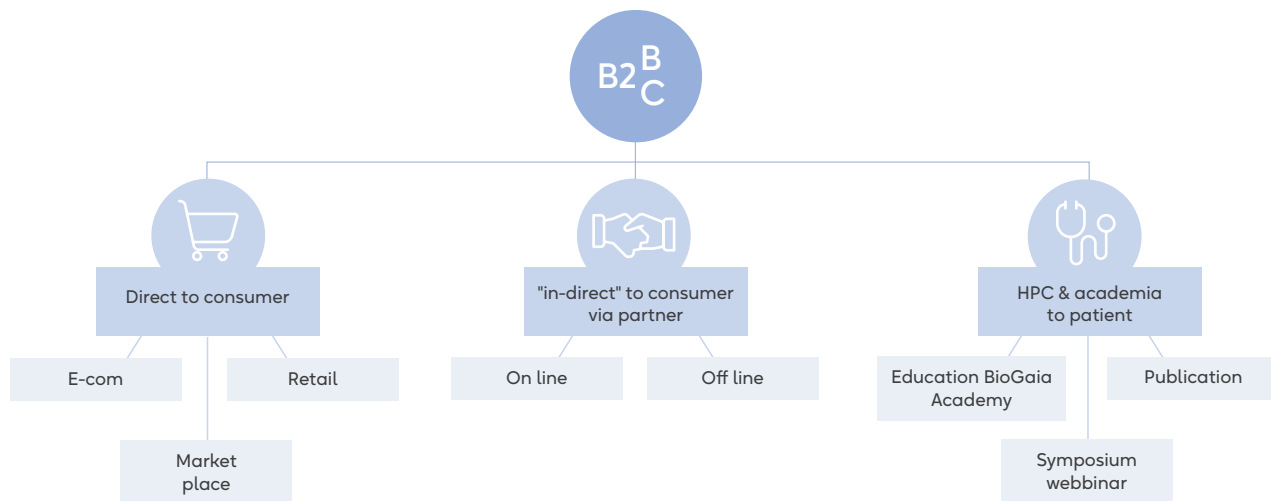 B2B
C
Direct to consumer
"in-direct" to consumer
via partner
HPC & academia
to patient
E-com
Retail
Market
place
On line
Off line
Education BioGaia
Academy
Publication
Symposium
webbinar